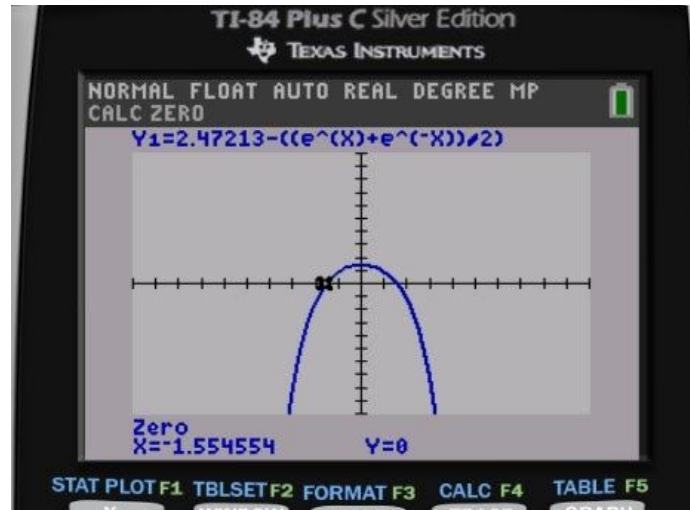 TI-84 Plus C Silver Edition
TEXAS INSTRUMENTS
NORMAL FLOAT AUTO REAL DEGREE MP
CALC ZERO
Y₁=2.47213-((e^(X)+e^(⁻X))/2)
Zero
X=⁻1.554554 Y=0
STAT PLOT F1 TBLSET F2 FORMAT F3 CALC F4 TABLE F5